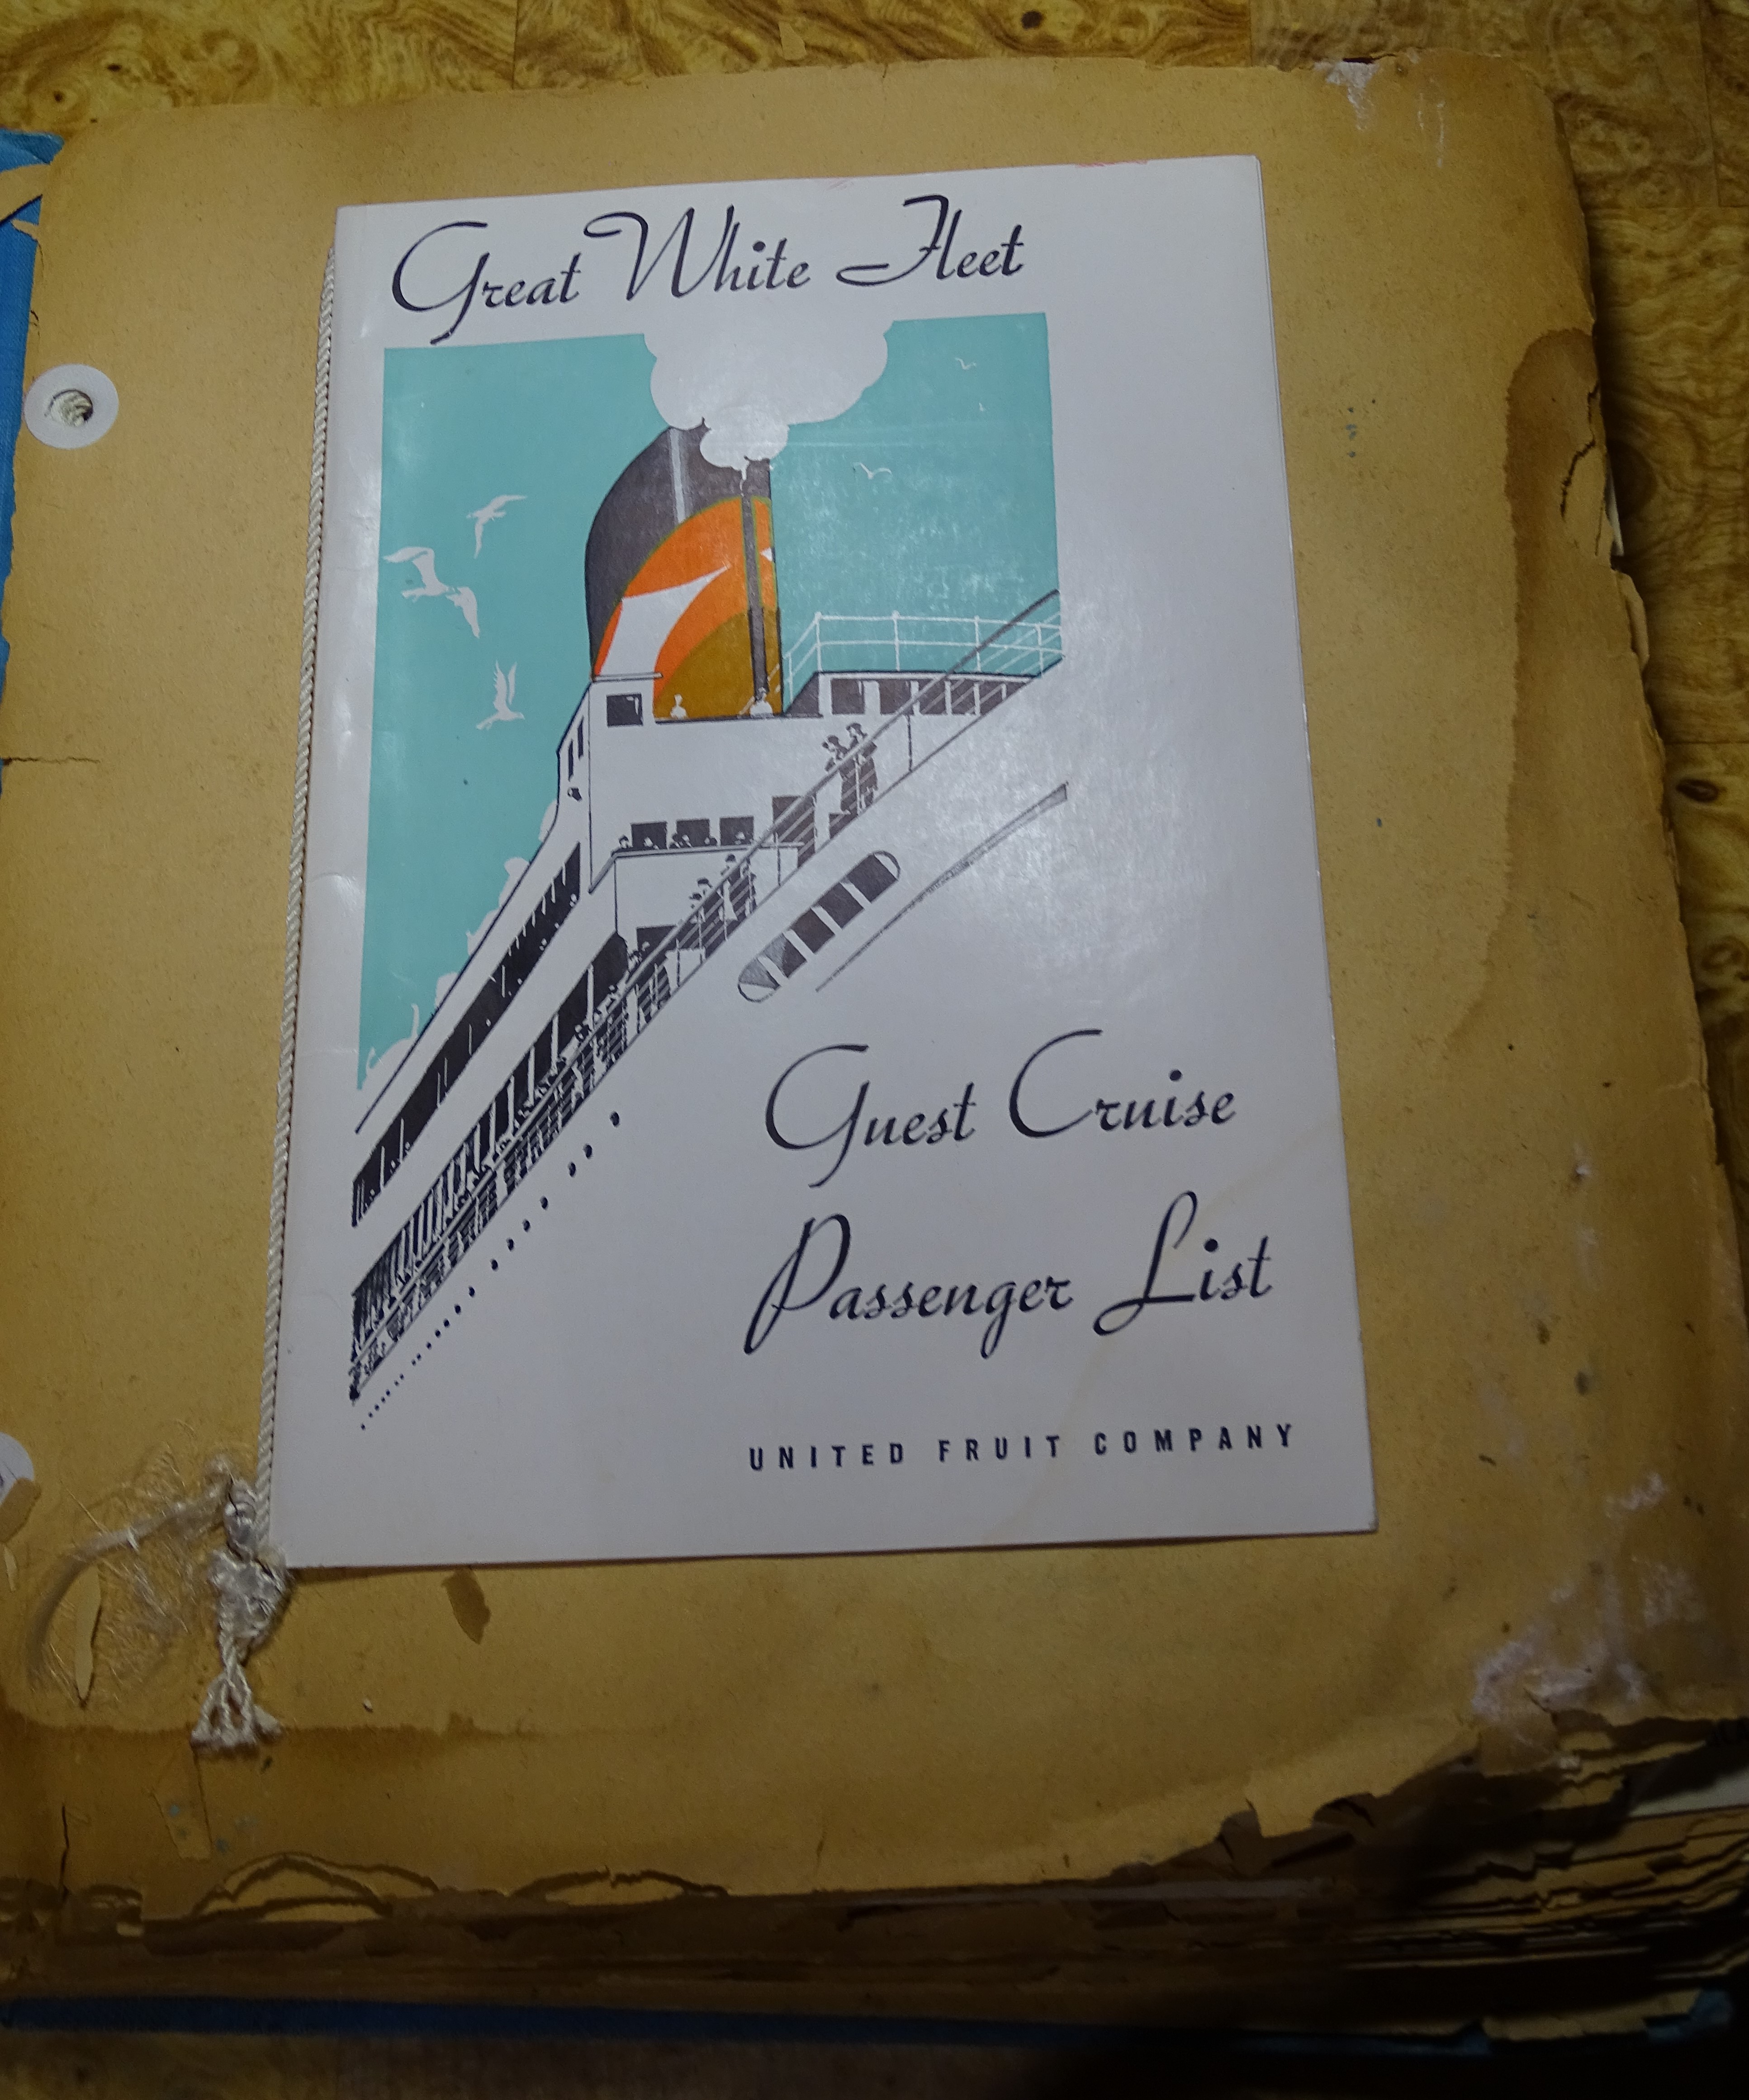 Great White Fleet
Guest Cruise
Passenger List
UNITED FRUIT COMPANY